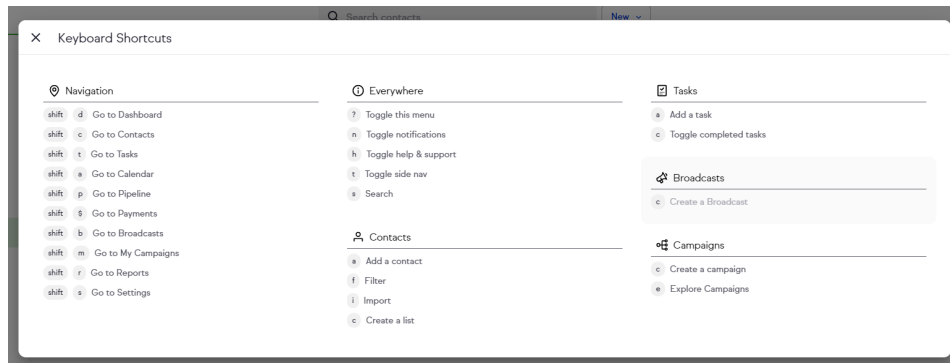 Search contacts
New
Keyboard Shortcuts
Navigation
shift d Go to Dashboard
shift c Go to Contacts
shift t Go to Tasks
shift a Go to Calendar
shift p Go to Pipeline
shift $ Go to Payments
shift b Go to Broadcasts
shift m Go to My Campaigns
shift r Go to Reports
shift s Go to Settings
Everywhere
? Toggle this menu
n Toggle notifications
h Toggle help & support
t Toggle side nav
s Search
Contacts
a Add a contact
f Filter
i Import
c Create a list
Tasks
a Add a task
c Toggle completed tasks
Broadcasts
c Create a Broadcast
Campaigns
c Create a campaign
e Explore Campaigns